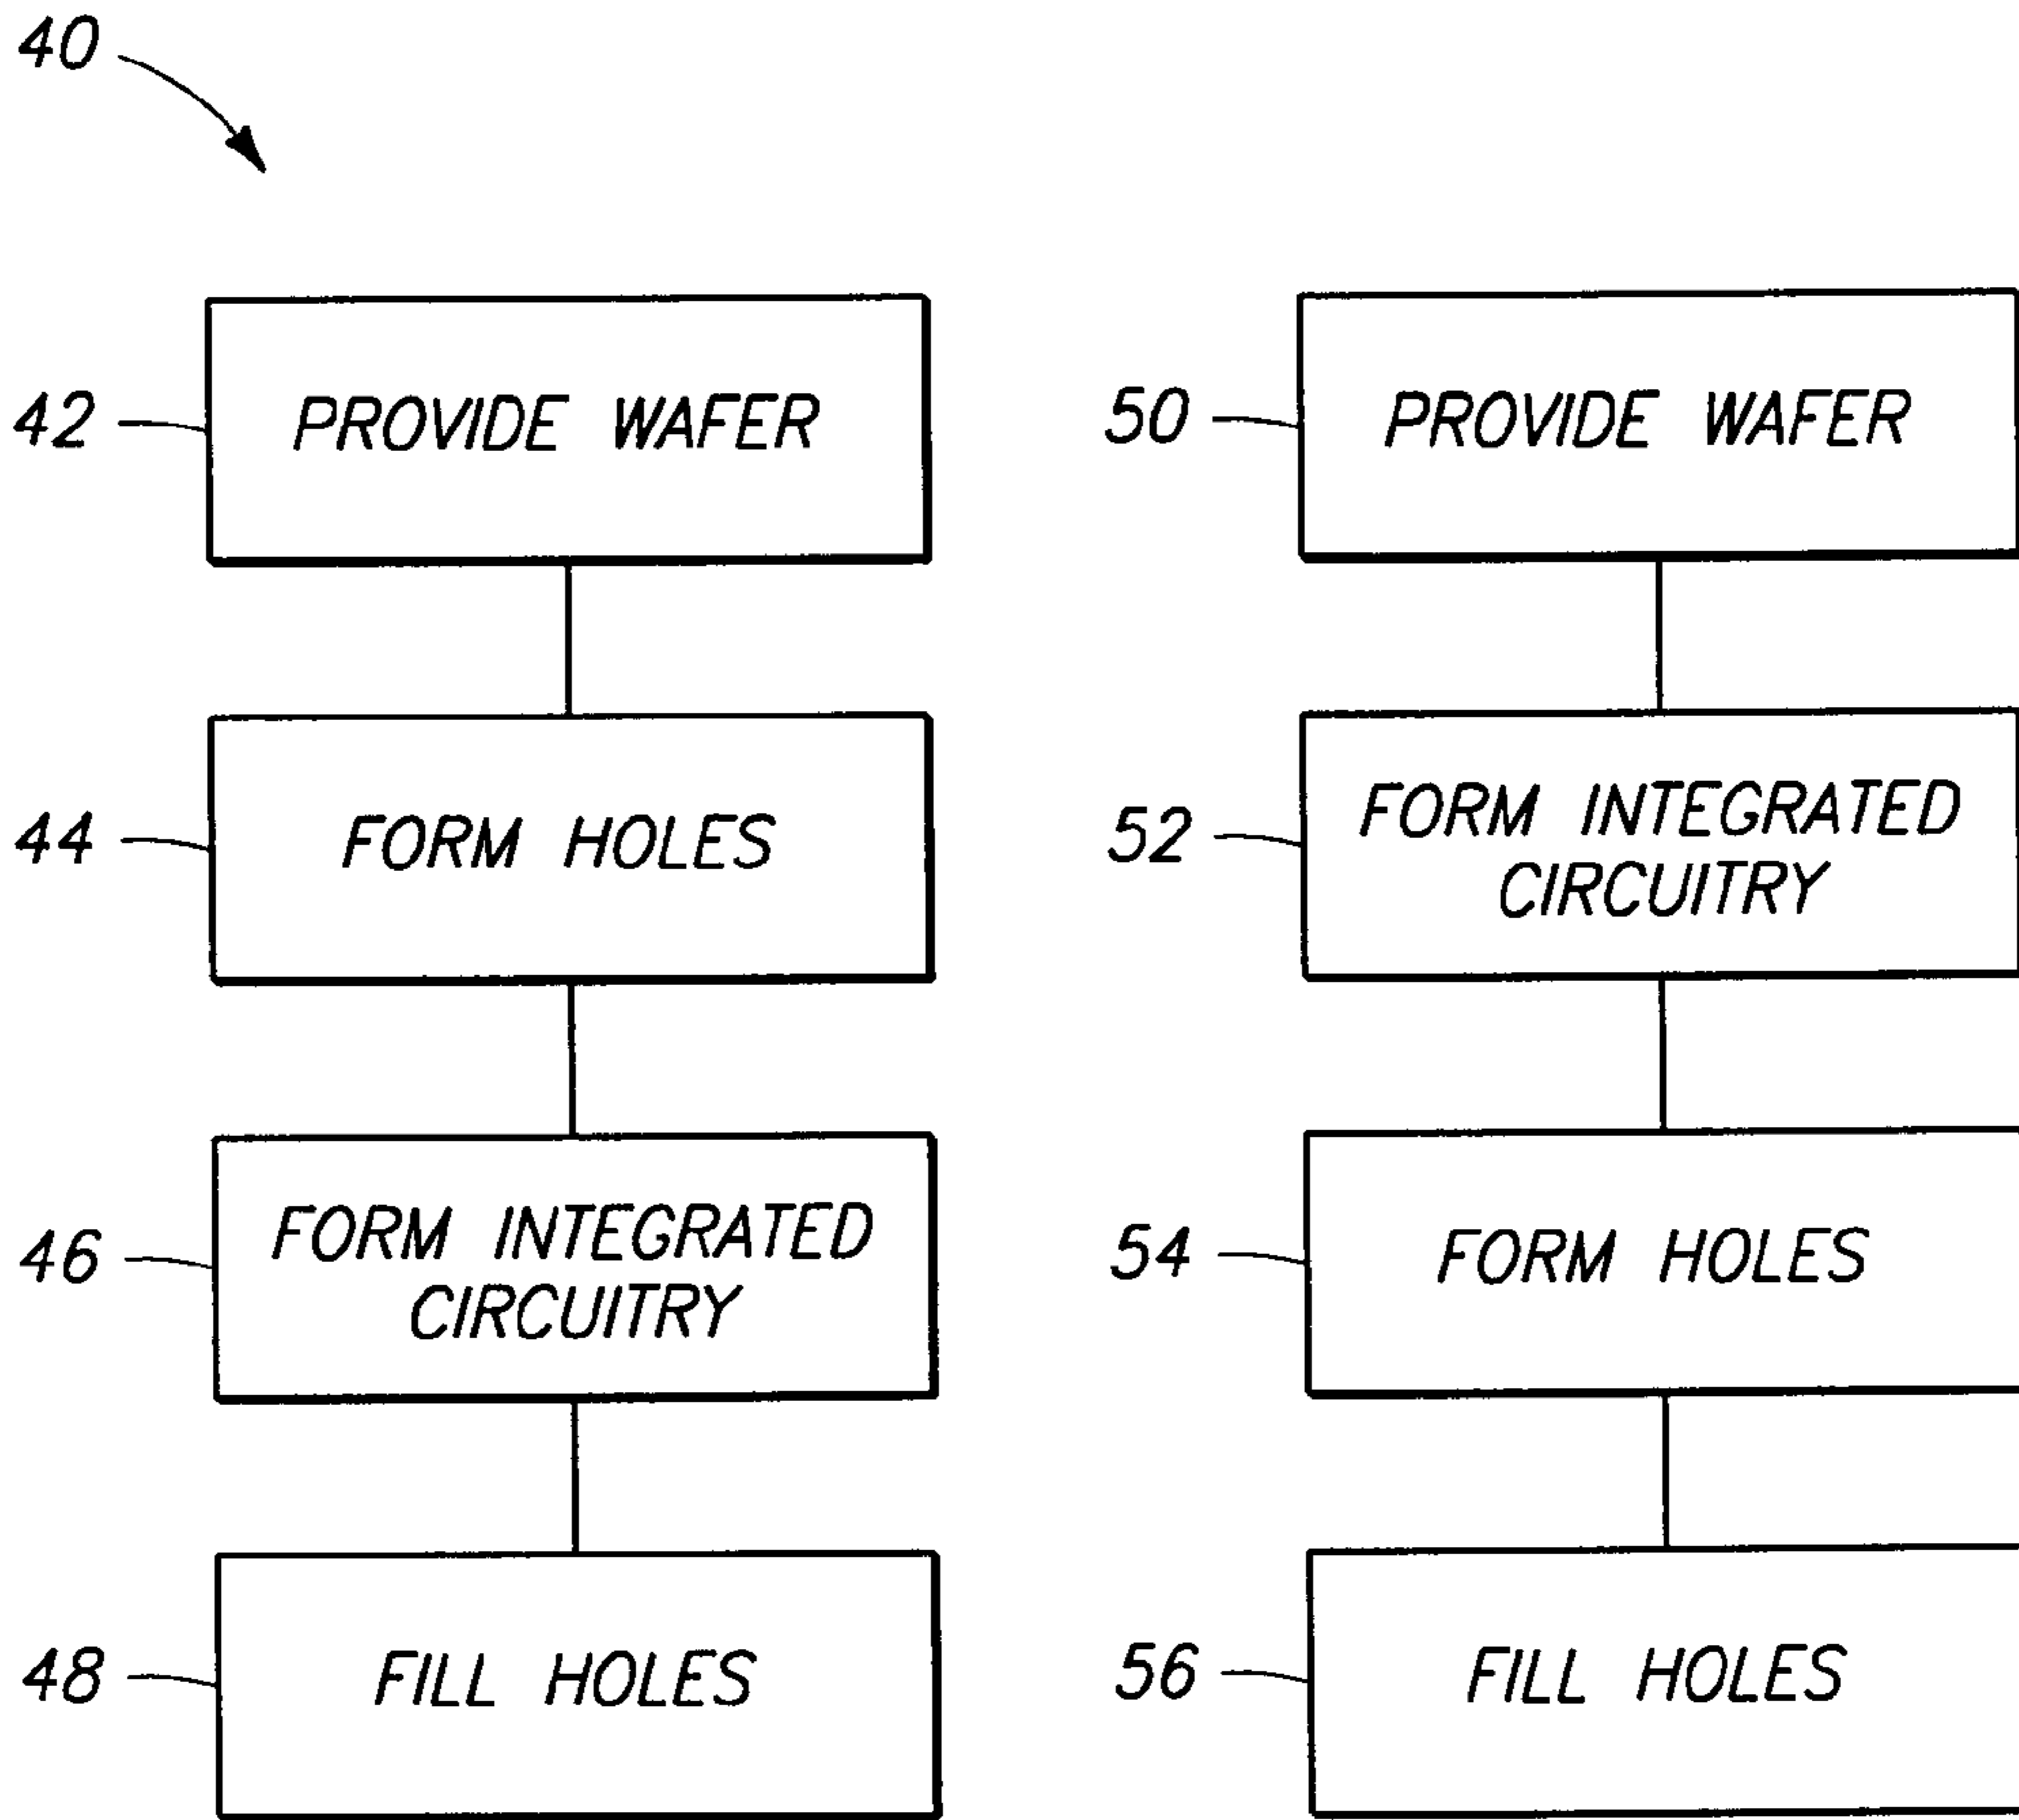 40
42
PROVIDE WAFER
44
FORM HOLES
46
FORM INTEGRATED
CIRCUITRY
48
FILL HOLES
50
PROVIDE WAFER
52
FORM INTEGRATED
CIRCUITRY
54
FORM HOLES
56
FILL HOLES